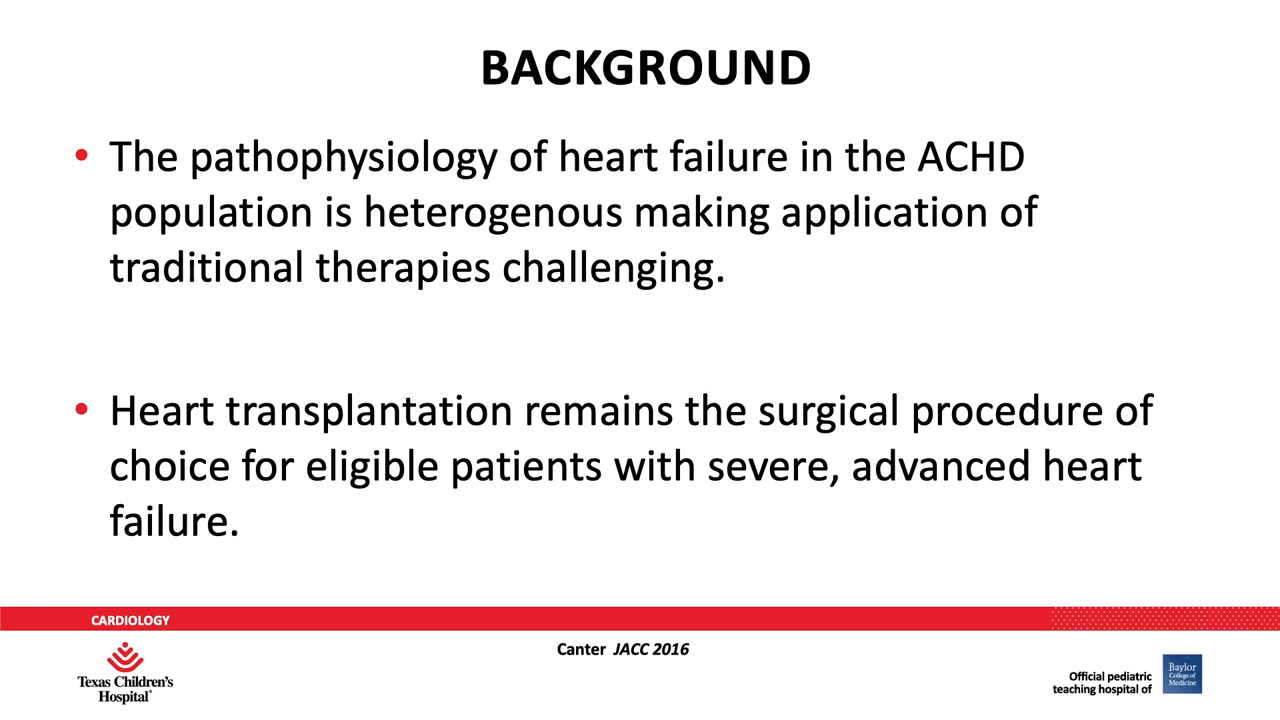 BACKGROUND
• The pathophysiology of heart failure in the ACHD
population is heterogenous making application of
traditional therapies challenging.
• Heart transplantation remains the surgical procedure of
choice for eligible patients with severe, advanced heart
failure.
CARDIOLOGY
Canter JACC 2016
Texas Children's
Hospital®
Official pediatric
teaching hospital of
Baylor
College of
Medicine